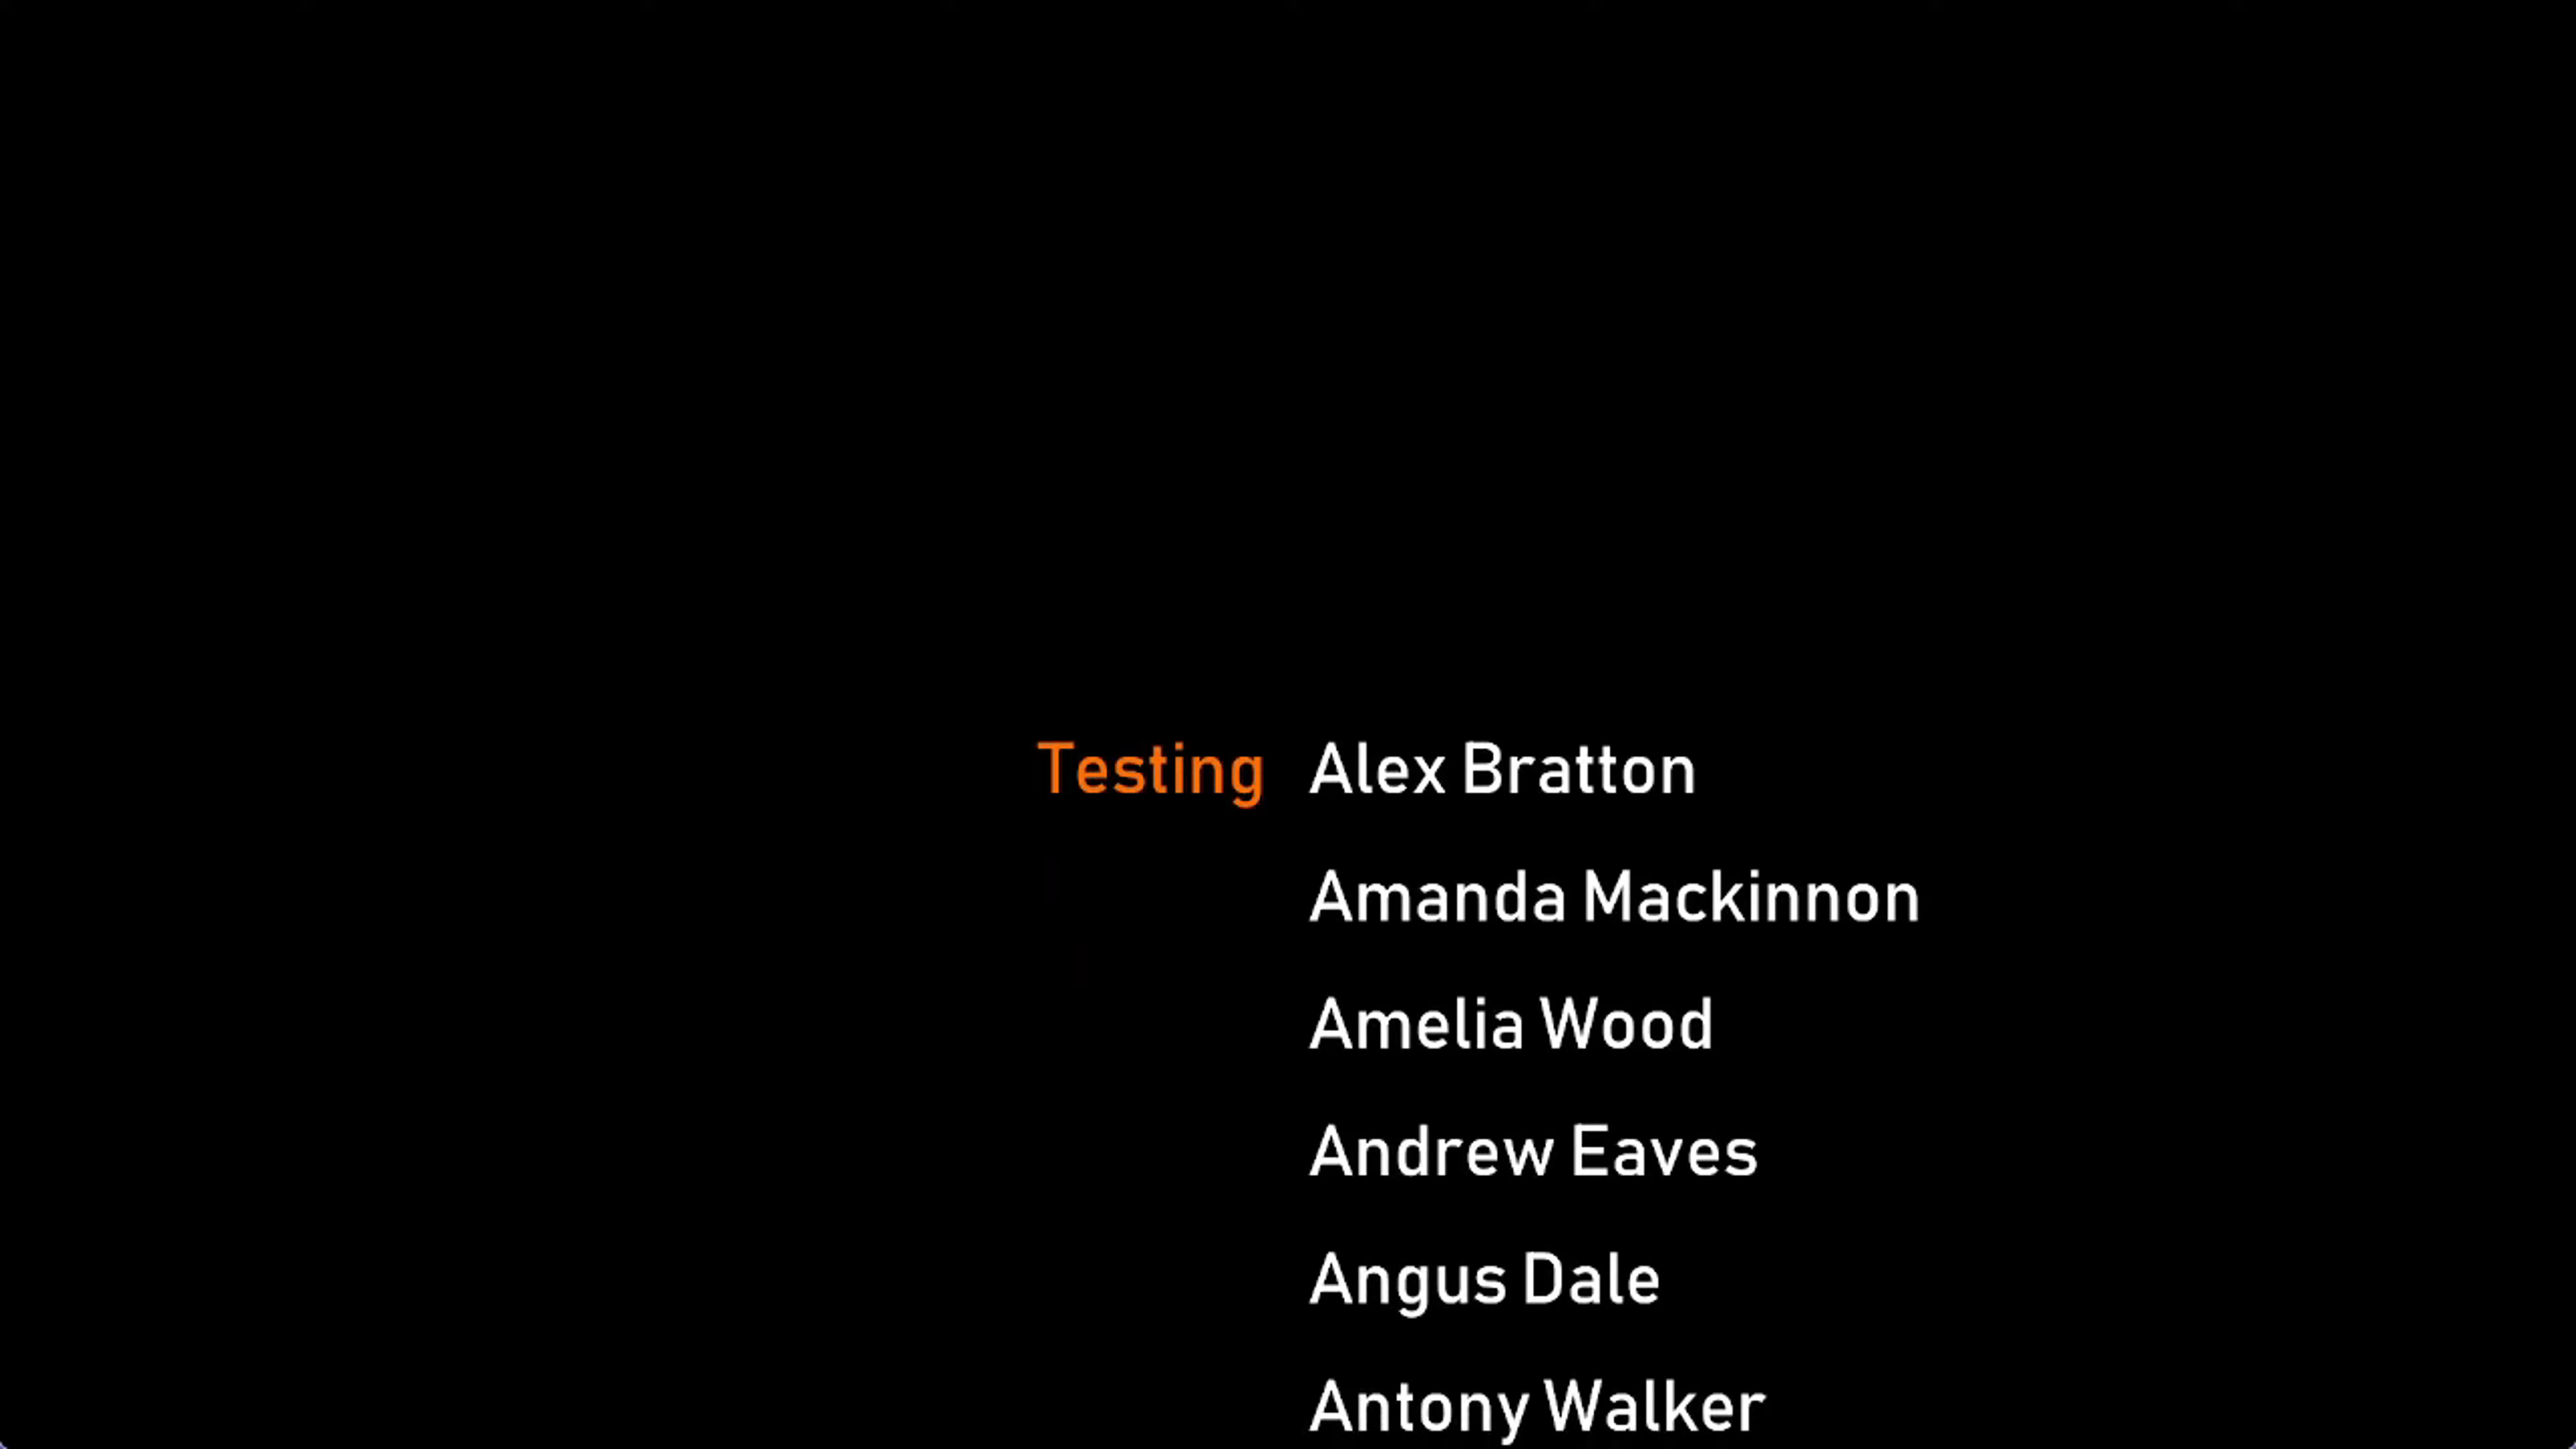 Testing Alex Bratton
Amanda Mackinnon
Amelia Wood
Andrew Eaves
Angus Dale
Antony Walker